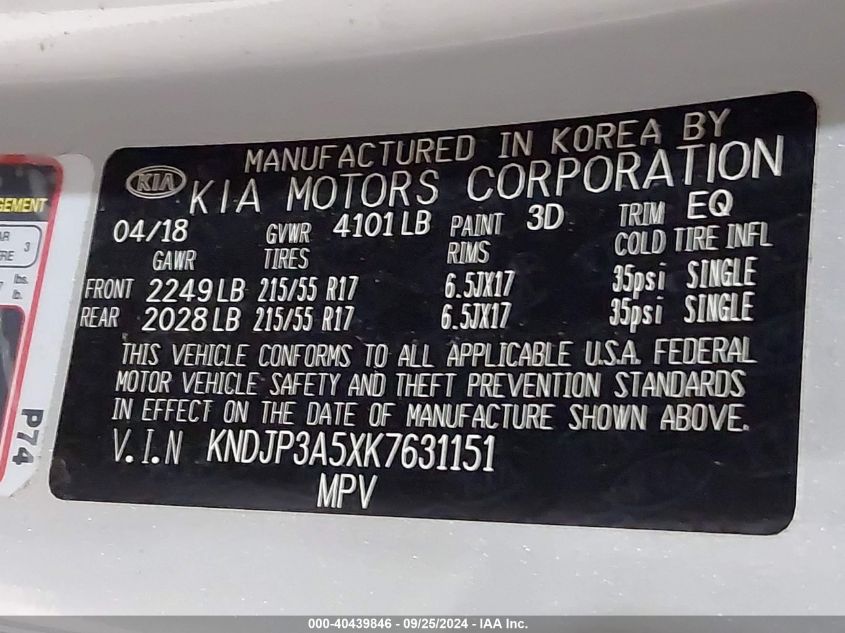 MANUFACTURED IN KOREA BY
KIA KIA MOTORS CORPORATION
04/18 GVWR 4101 LB PAINT 3D TRIM EQ
GAWR TIRES RIMS COLD TIRE INFL
FRONT 2249 LB 215/55 R17 6.5JX17 35psi SINGLE
REAR 2028 LB 215/55 R17 6.5JX17 35psi SINGLE
THIS VEHICLE CONFORMS TO ALL APPLICABLE U.S.A. FEDERAL
MOTOR VEHICLE SAFETY AND THEFT PREVENTION STANDARDS
IN EFFECT ON THE DATE OF MANUFACTURE SHOWN ABOVE.
V.I.N KNDJP3A5XK7631151
MPV
3
lbs.
lb.
P74
000-40439846 - 09/25/2024 - IAA Inc.